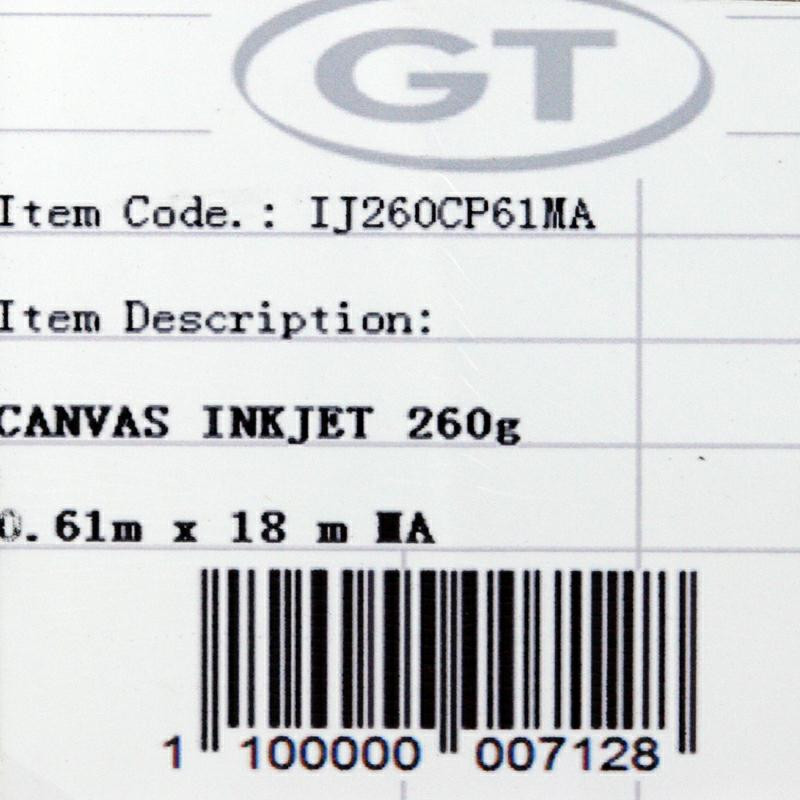 GT
Item Code.: IJ260CP61MA
Item Description:
CANVAS INKJET 260g
0.61m x 18 m MA
1 100000 007128